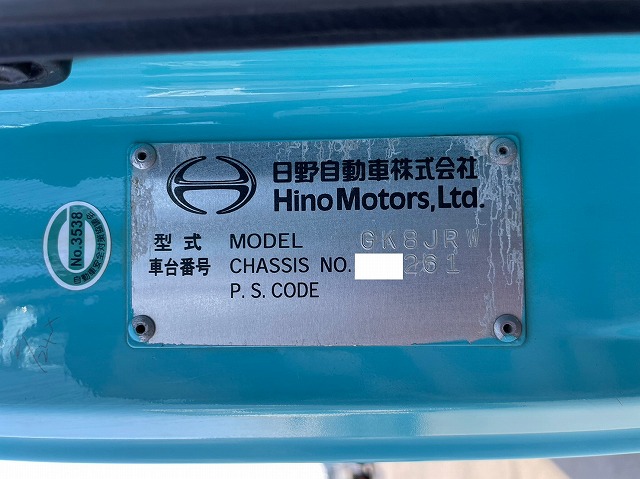 日野自動車株式会社
Hino Motors, Ltd.
型式 MODEL GK8JRW
車台番号 CHASSIS NO. 261
P. S. CODE
No.3538